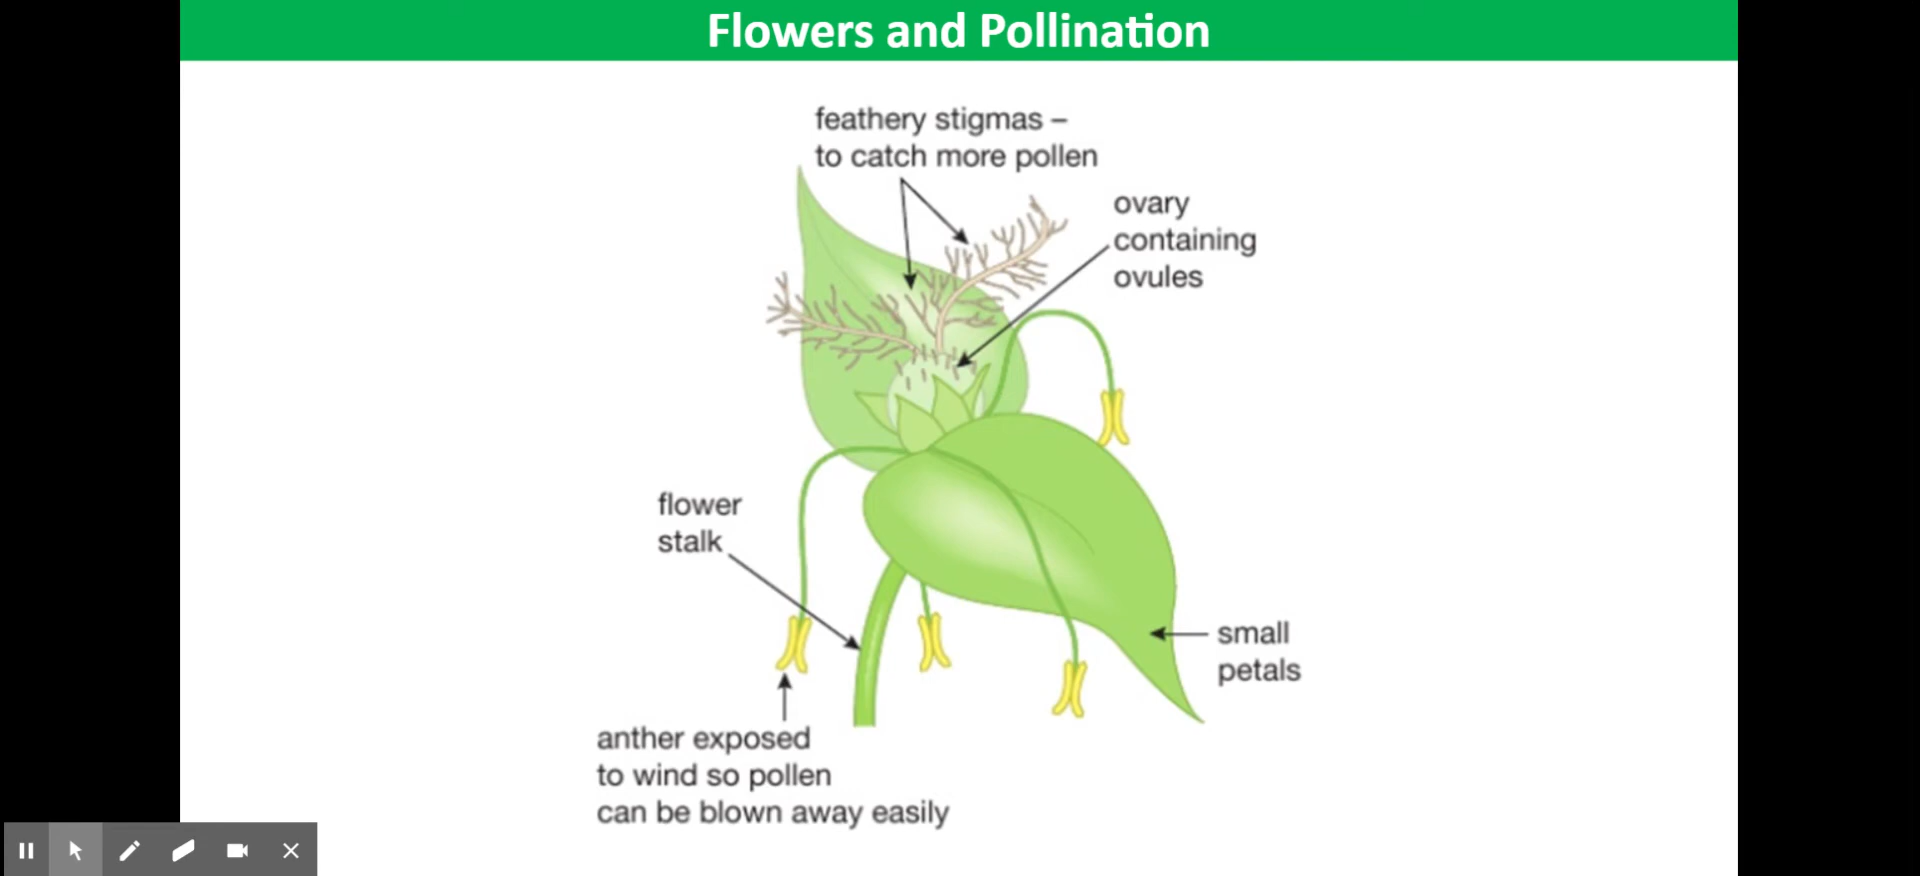 Flowers and Pollination
feathery stigmas –
to catch more pollen
ovary
containing
ovules
flower
stalk
small
petals
anther exposed
to wind so pollen
can be blown away easily